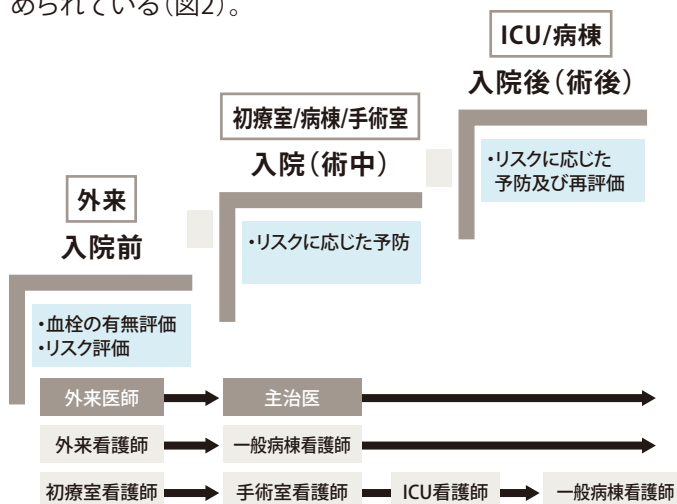 められている（図2）。
ICU/病棟
入院後（術後）
・リスクに応じた
予防及び再評価
初療室/病棟/手術室
入院（術中）
・リスクに応じた予防
外来
入院前
・血栓の有無評価
・リスク評価
外来医師 主治医
外来看護師 一般病棟看護師
初療室看護師 手術室看護師 ICU看護師 一般病棟看護師